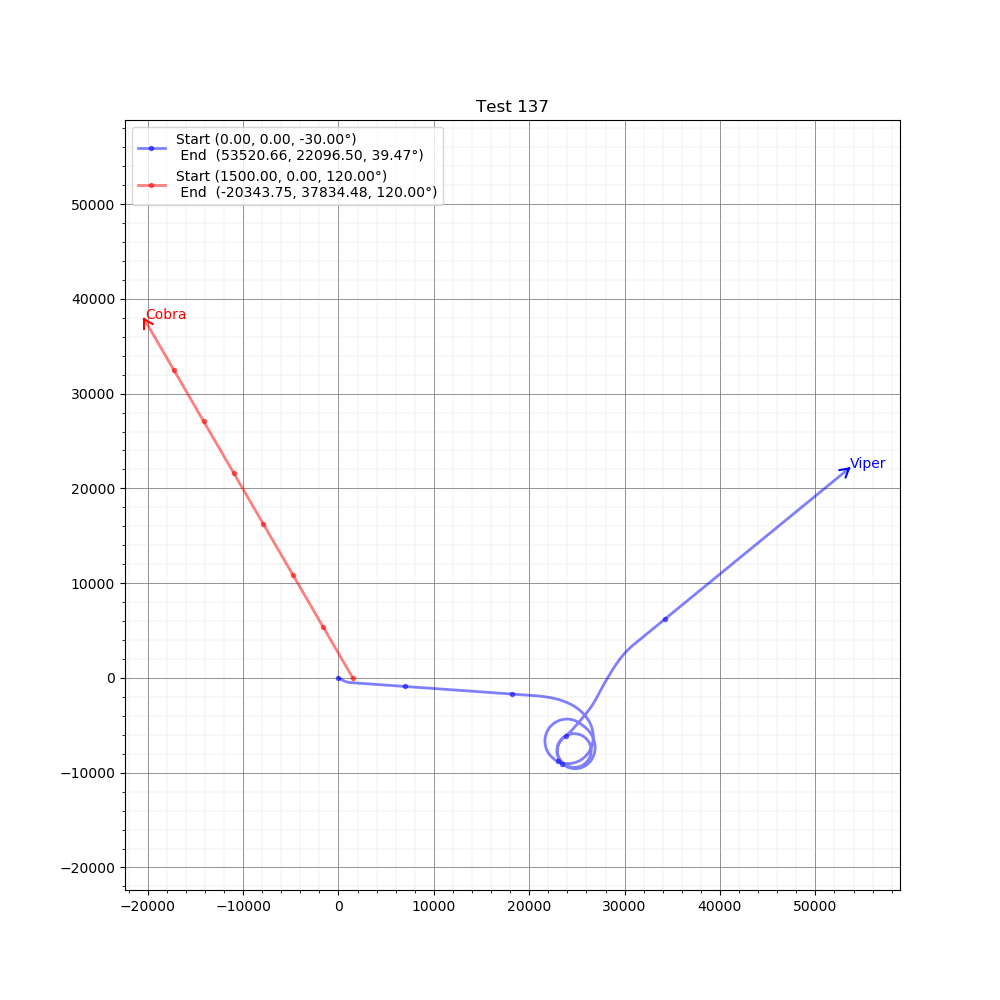 Test 137
Start (0.00, 0.00, -30.00°)
End (53520.66, 22096.50, 39.47°)
Start (1500.00, 0.00, 120.00°)
End (-20343.75, 37834.48, 120.00°)
50000
40000
30000
20000
10000
0
−10000
−20000
Cobra
Viper
−20000 −10000 0 10000 20000 30000 40000 50000